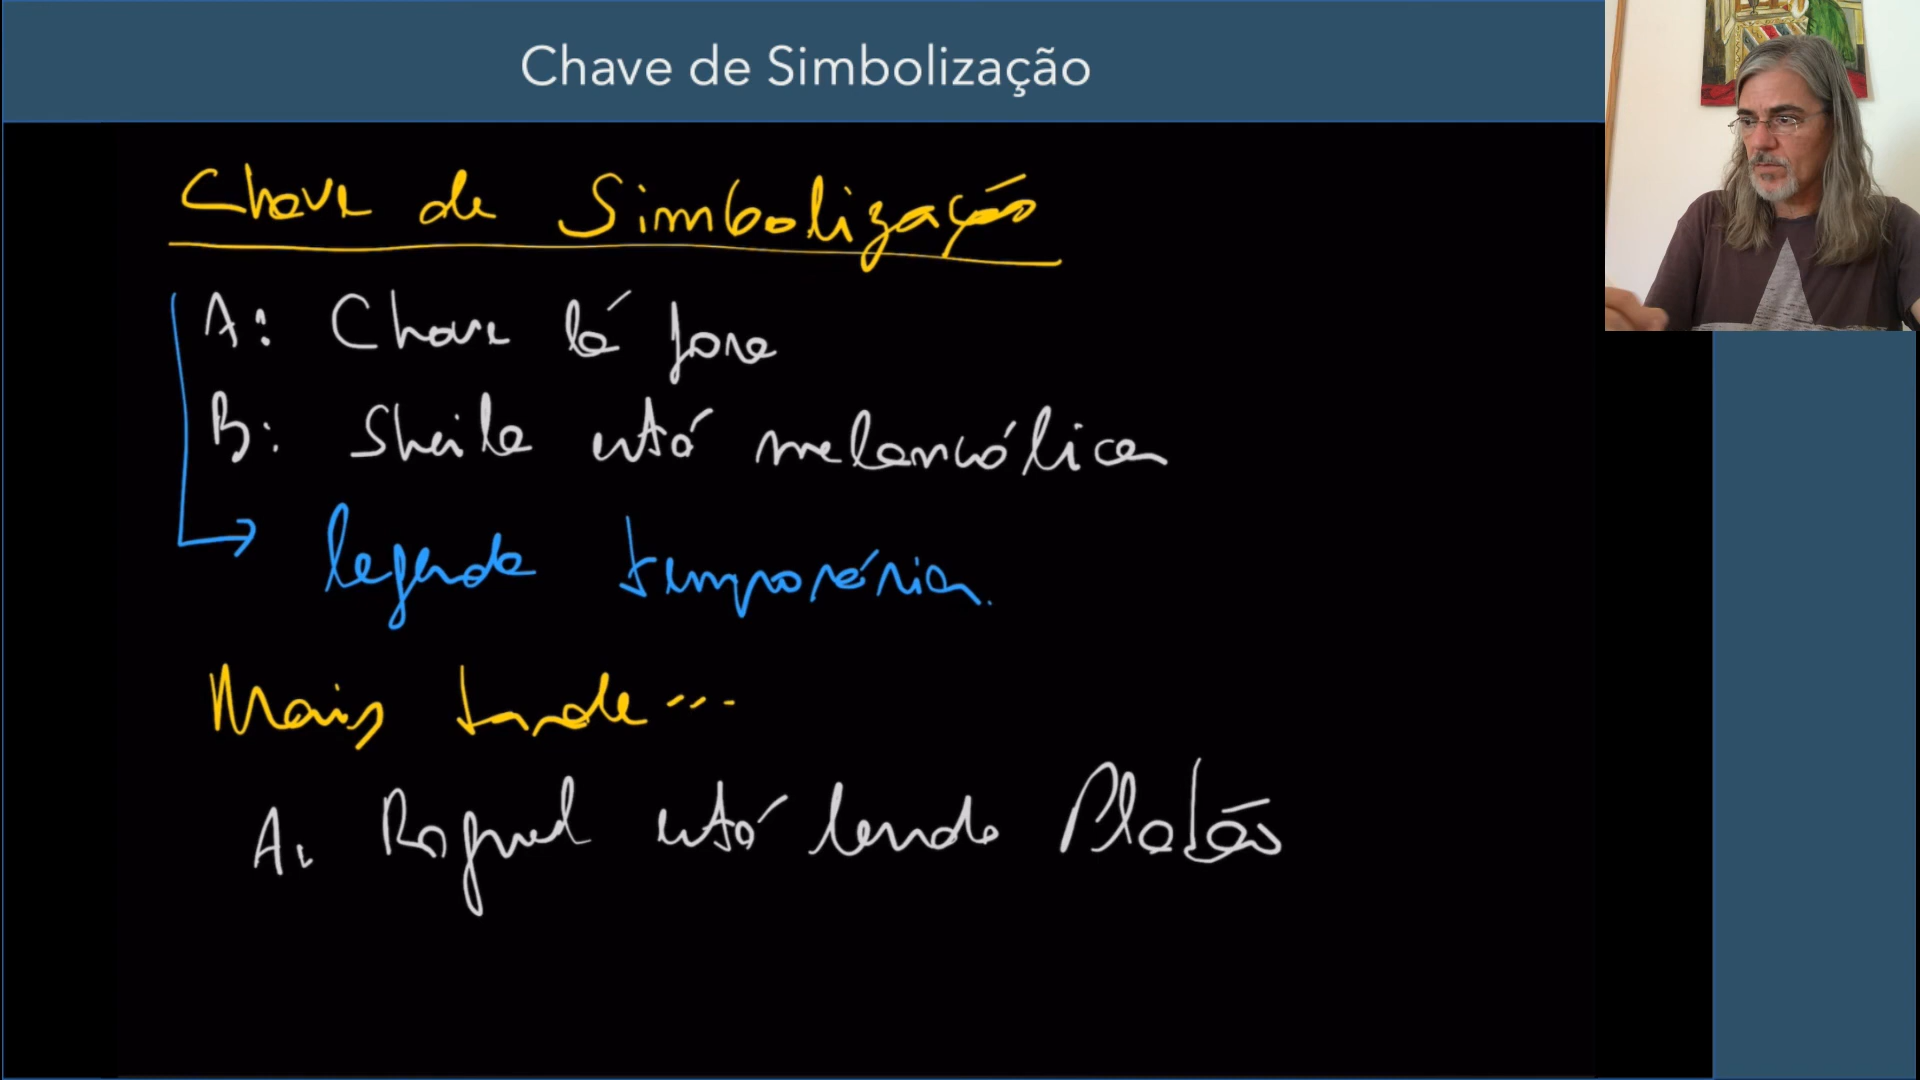 Chave de Simbolização
Chave de Simbolização
A: Chove lá fora
B: Sheila está melancólica
legenda temporária.
Mais tarde...
A: Raquel está lendo Platão